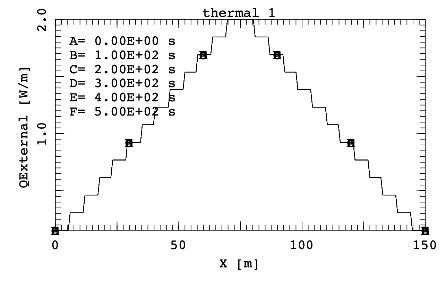 thermal 1
2.0
A= 0.00E+00 s
B= 1.00E+02 s
C= 2.00E+02 s
D= 3.00E+02 s
E= 4.00E+02 s
F= 5.00E+02 s
QExternal [W/m]
1.0
0 50 100 150
X [m]